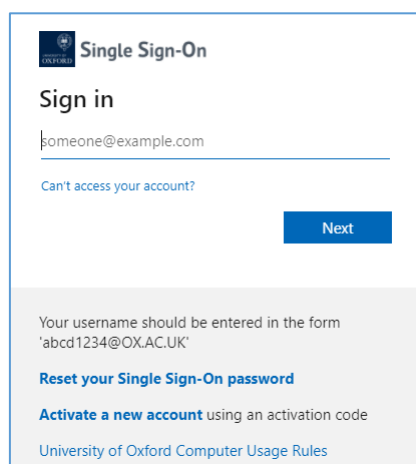 UNIVERSITY OF
OXFORD
Single Sign-On
Sign in
someone@example.com
Can't access your account?
Next
Your username should be entered in the form
'abcd1234@OX.AC.UK'
Reset your Single Sign-On password
Activate a new account using an activation code
University of Oxford Computer Usage Rules